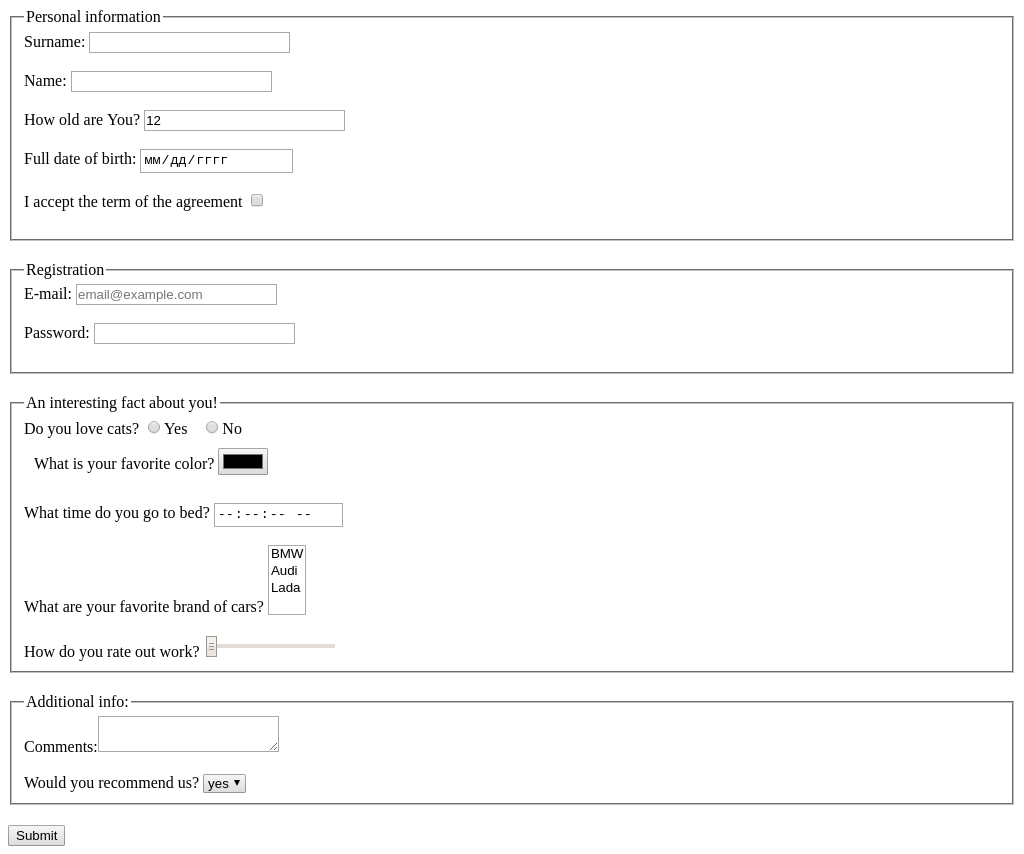 Personal information
Surname:
Name:
How old are You? 12
Full date of birth: мм/дд/гггг
I accept the term of the agreement
Registration
E-mail: email@example.com
Password:
An interesting fact about you!
Do you love cats? Yes No
What is your favorite color?
What time do you go to bed? --:--:-- --
BMW
Audi
Lada
What are your favorite brand of cars?
How do you rate out work?
Additional info:
Comments:
Would you recommend us? yes
Submit